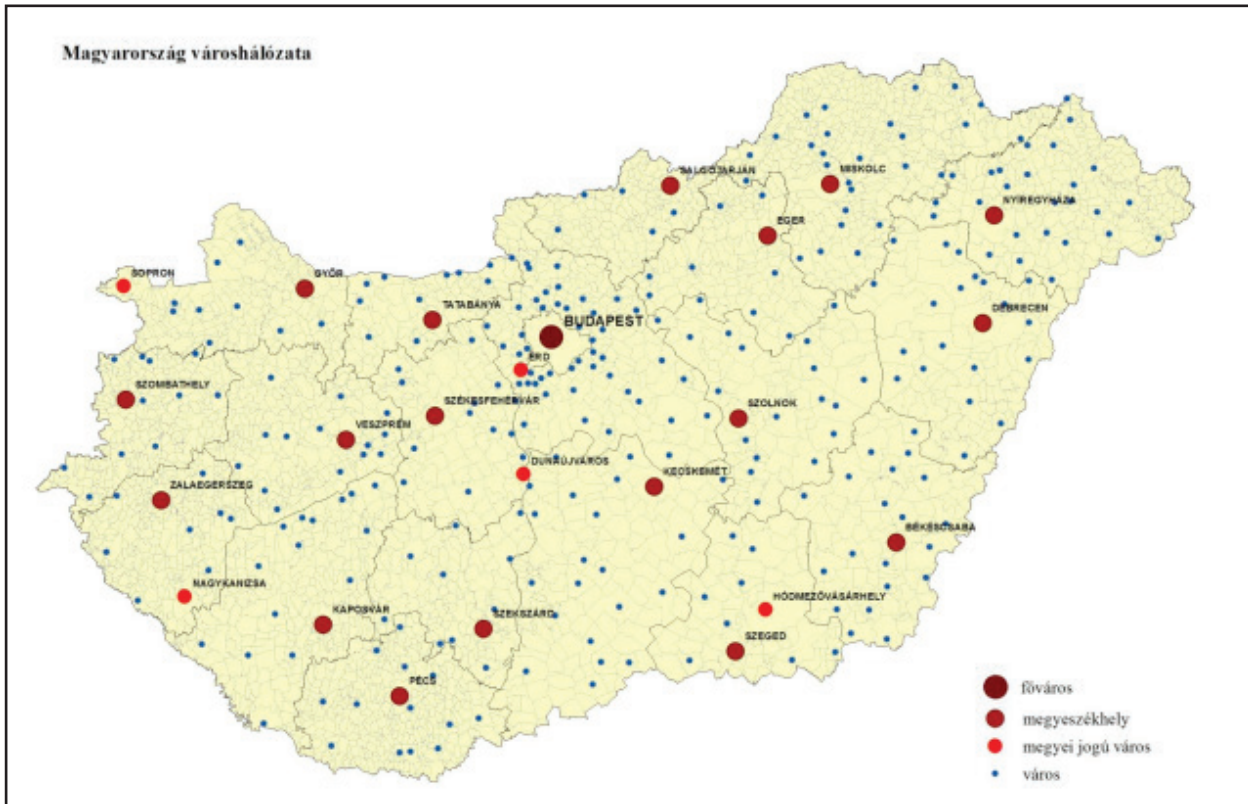 Magyarország városhálózata
SALGÓTARJÁN
MISKOLC
NYÍREGYHÁZA
EGER
SOPRON
GYŐR
TATABÁNYA
BUDAPEST
DEBRECEN
ÉRD
SZOMBATHELY
SZÉKESFEHÉRVÁR
SZOLNOK
VESZPRÉM
DUNAÚJVÁROS
KECSKEMÉT
ZALAEGERSZEG
BÉKÉSCSABA
NAGYKANIZSA
KAPOSVÁR
SZEKSZÁRD
HÓDMEZŐVÁSÁRHELY
SZEGED
PÉCS
főváros
megyeszékhely
megyei jogú város
város